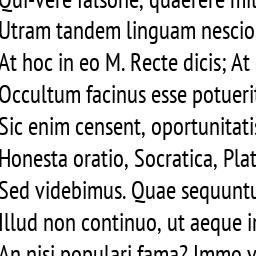 Qui-vere falsone, quaerere mit
Utram tandem linguam nescio
At hoc in eo M. Recte dicis; At
Occultum facinus esse potuerit
Sic enim censent, oportunitatis
Honesta oratio, Socratica, Plat
Sed videbimus. Quae sequuntu
Illud non continuo, ut aeque in
An nisi populari fama? Immo v